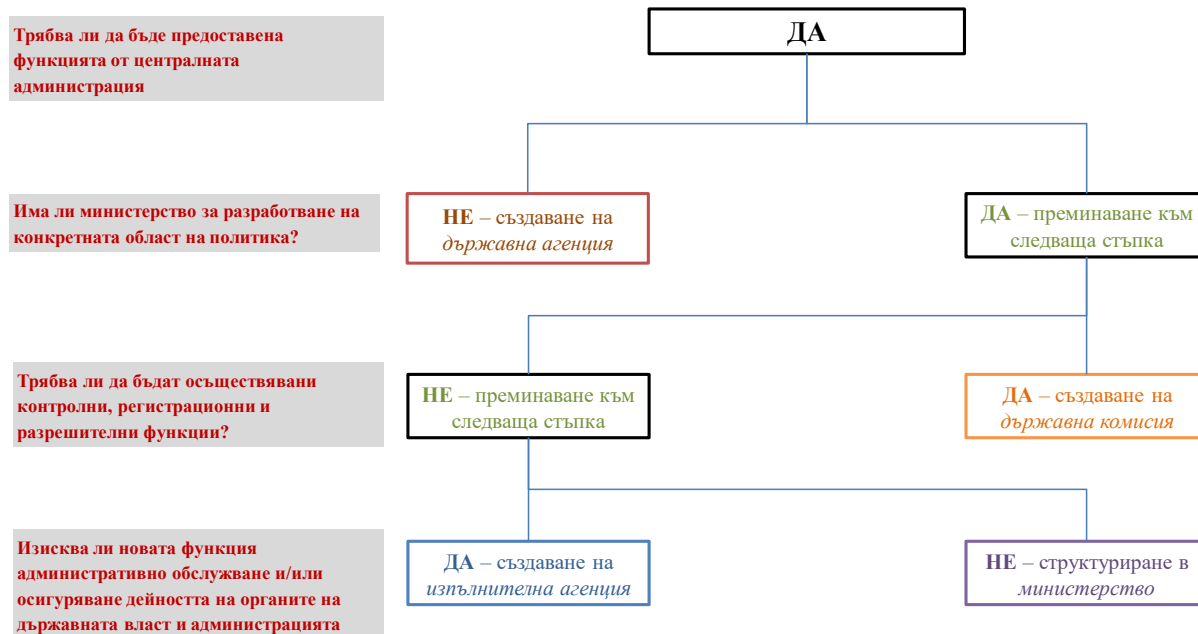 Трябва ли да бъде предоставена
функцията от централната
администрация
ДА
Има ли министерство за разработване на
конкретната област на политика?
НЕ – създаване на
държавна агенция
ДА – преминаване към
следваща стъпка
Трябва ли да бъдат осъществявани
контролни, регистрационни и
разрешителни функции?
НЕ – преминаване към
следваща стъпка
ДА – създаване на
държавна комисия
Изисква ли новата функция
административно обслужване и/или
осигуряване дейността на органите на
държавната власт и администрацията
ДА – създаване на
изпълнителна агенция
НЕ – структуриране в
министерство